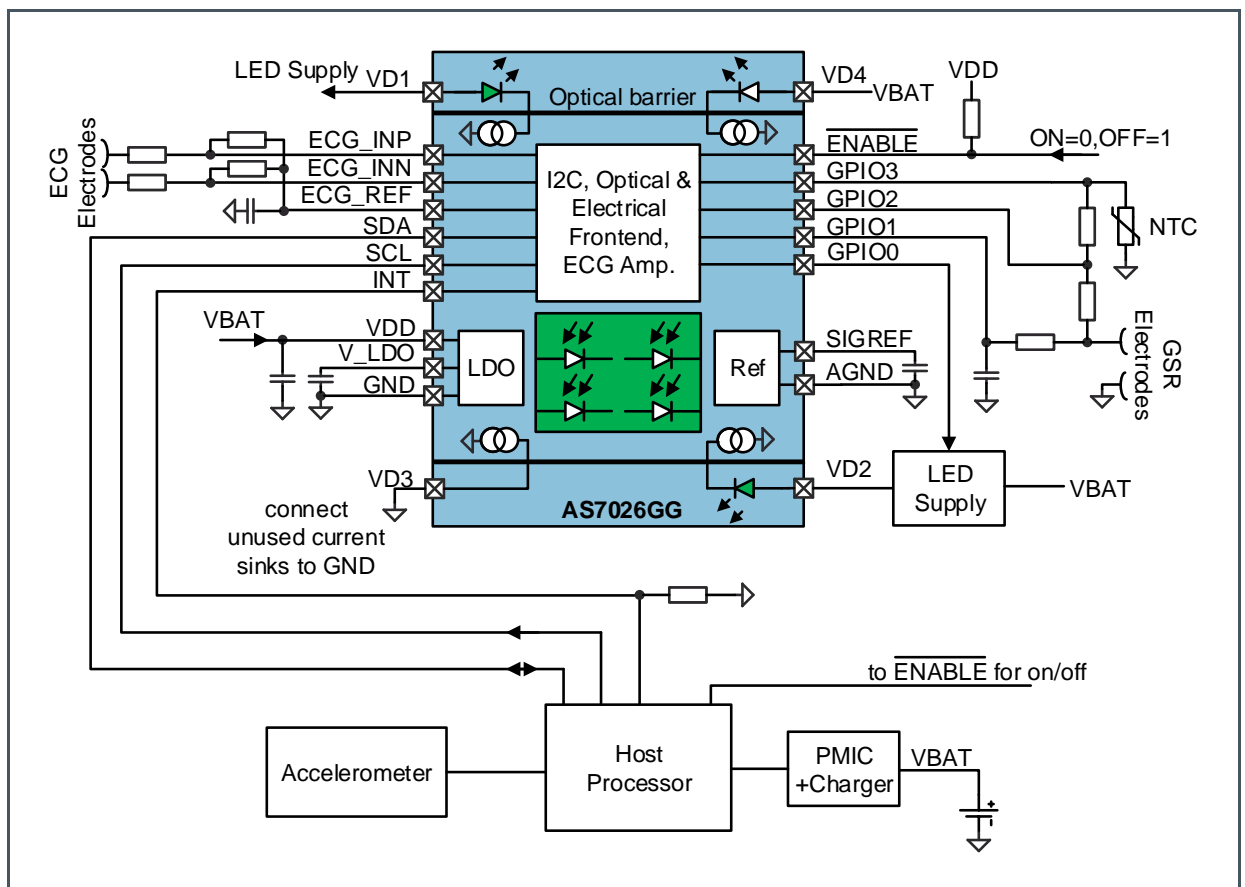 LED Supply
VD1
Optical barrier
VD4
VBAT
VDD
ECG
Electrodes
ECG_INP
ECG_INN
ECG_REF
SDA
SCL
INT
I2C, Optical &
Electrical
Frontend,
ECG Amp.
ENABLE
ON=0,OFF=1
GPIO3
GPIO2
GPIO1
GPIO0
NTC
VBAT
VDD
V_LDO
GND
LDO
Ref
SIGREF
AGND
GSR
Electrodes
VD3
connect
unused current
sinks to GND
AS7026GG
VD2
LED
Supply
VBAT
to ENABLE for on/off
Accelerometer
Host
Processor
PMIC
+Charger
VBAT
+